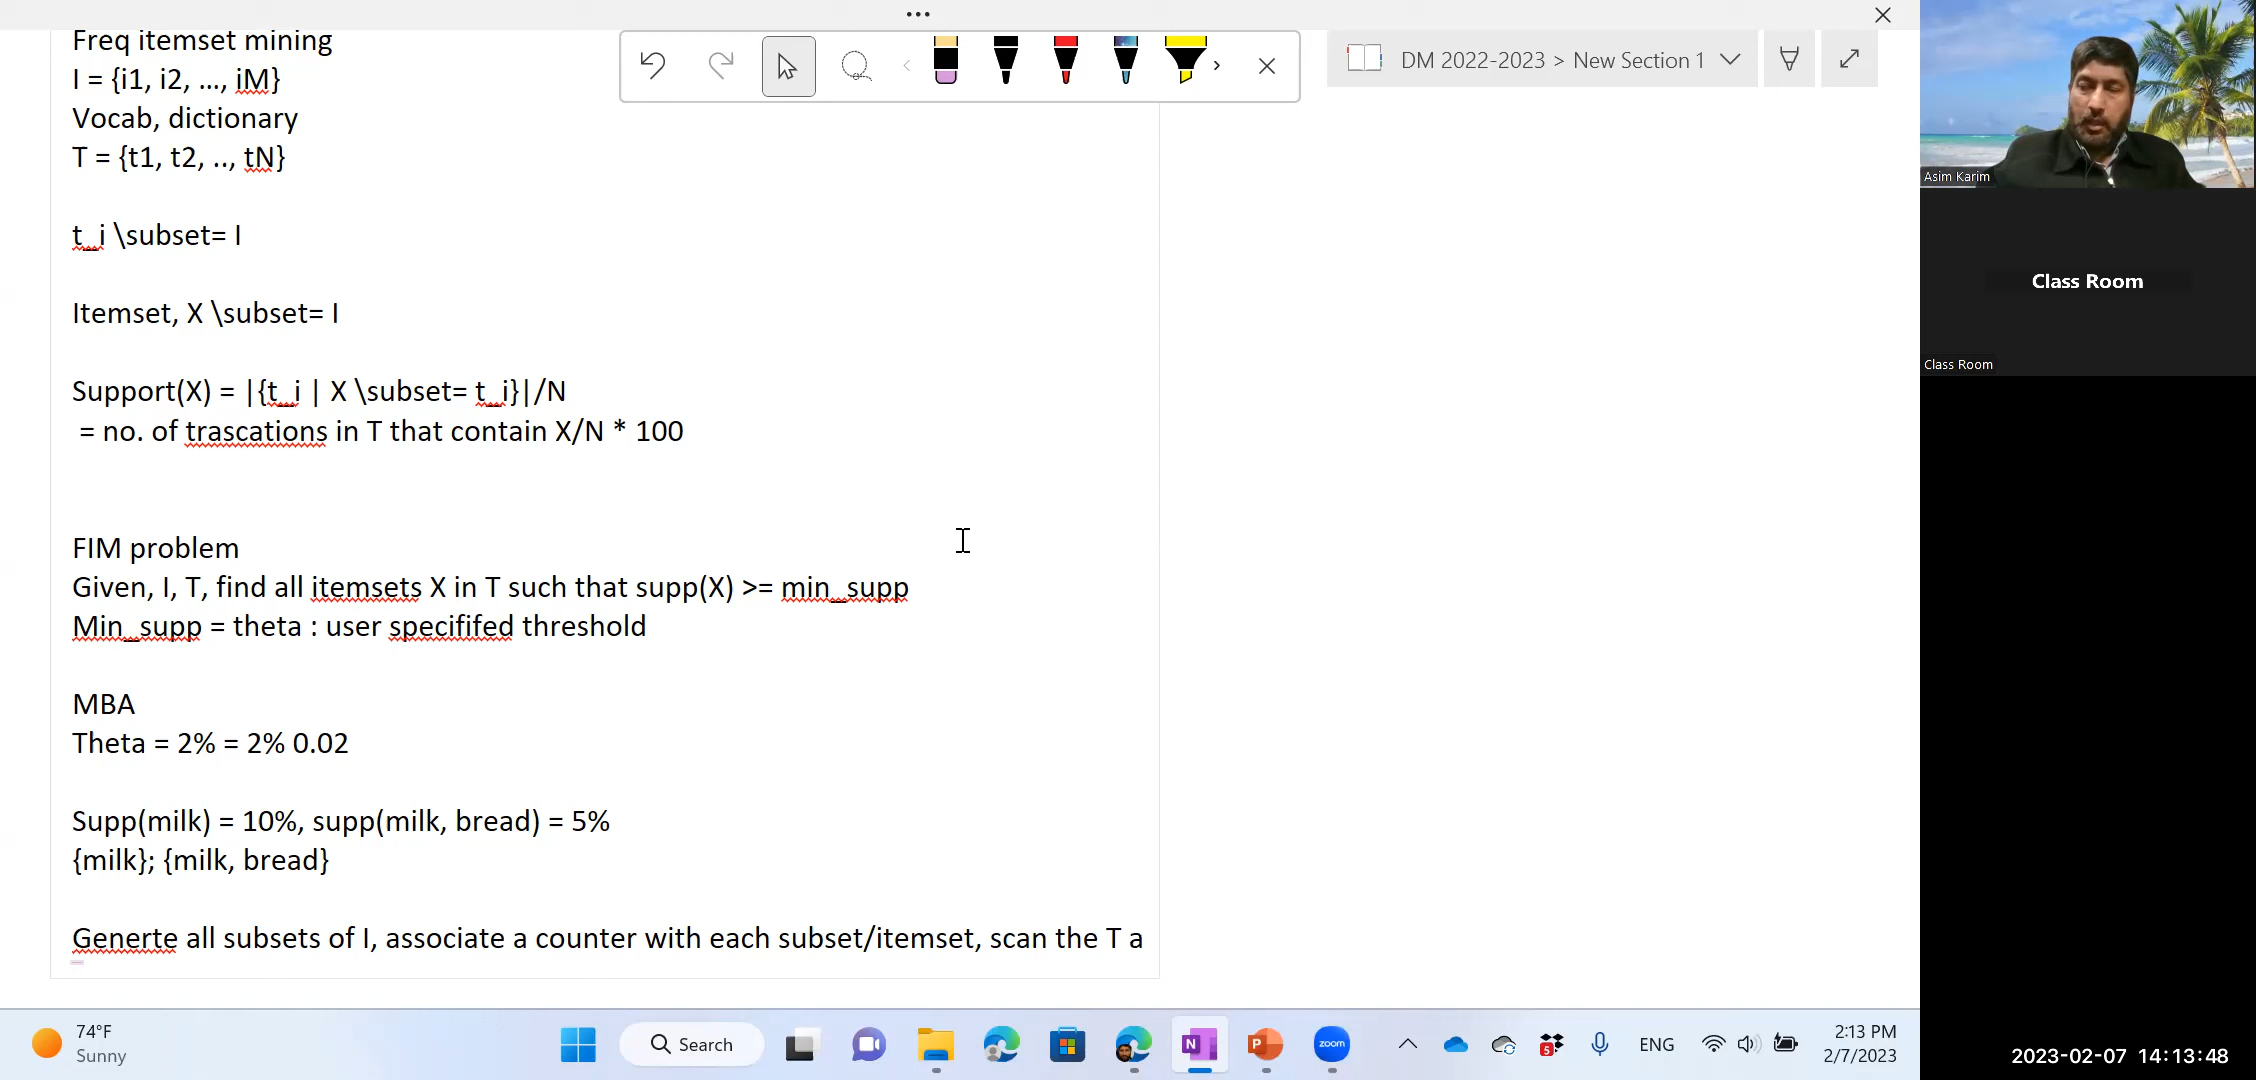 Freq itemset mining
I = {i1, i2, …, iM}
Vocab, dictionary
T = {t1, t2, .., tN}
t_i \subset= I
Itemset, X \subset= I
Support(X) = |{t_i | X \subset= t_i}|/N
= no. of trascations in T that contain X/N * 100
FIM problem
Given, I, T, find all itemsets X in T such that supp(X) >= min_supp
Min_supp = theta : user specififed threshold
MBA
Theta = 2% = 2% 0.02
Supp(milk) = 10%, supp(milk, bread) = 5%
{milk}; {milk, bread}
Generte all subsets of I, associate a counter with each subset/itemset, scan the T a
DM 2022-2023 > New Section 1
Asim Karim
Class Room
Class Room
74°F
Sunny
Search
N
P
zoom
5
ENG
2:13 PM
2/7/2023
2023-02-07 14:13:48